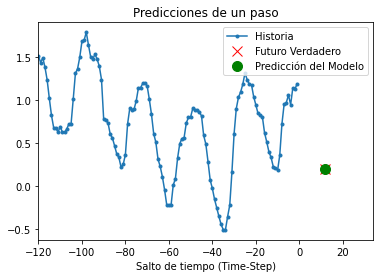 Predicciones de un paso
Historia
Futuro Verdadero
Predicción del Modelo
1.5
1.0
0.5
0.0
−0.5
−120
−100
−80
−60
−40
−20
0
20
Salto de tiempo (Time-Step)